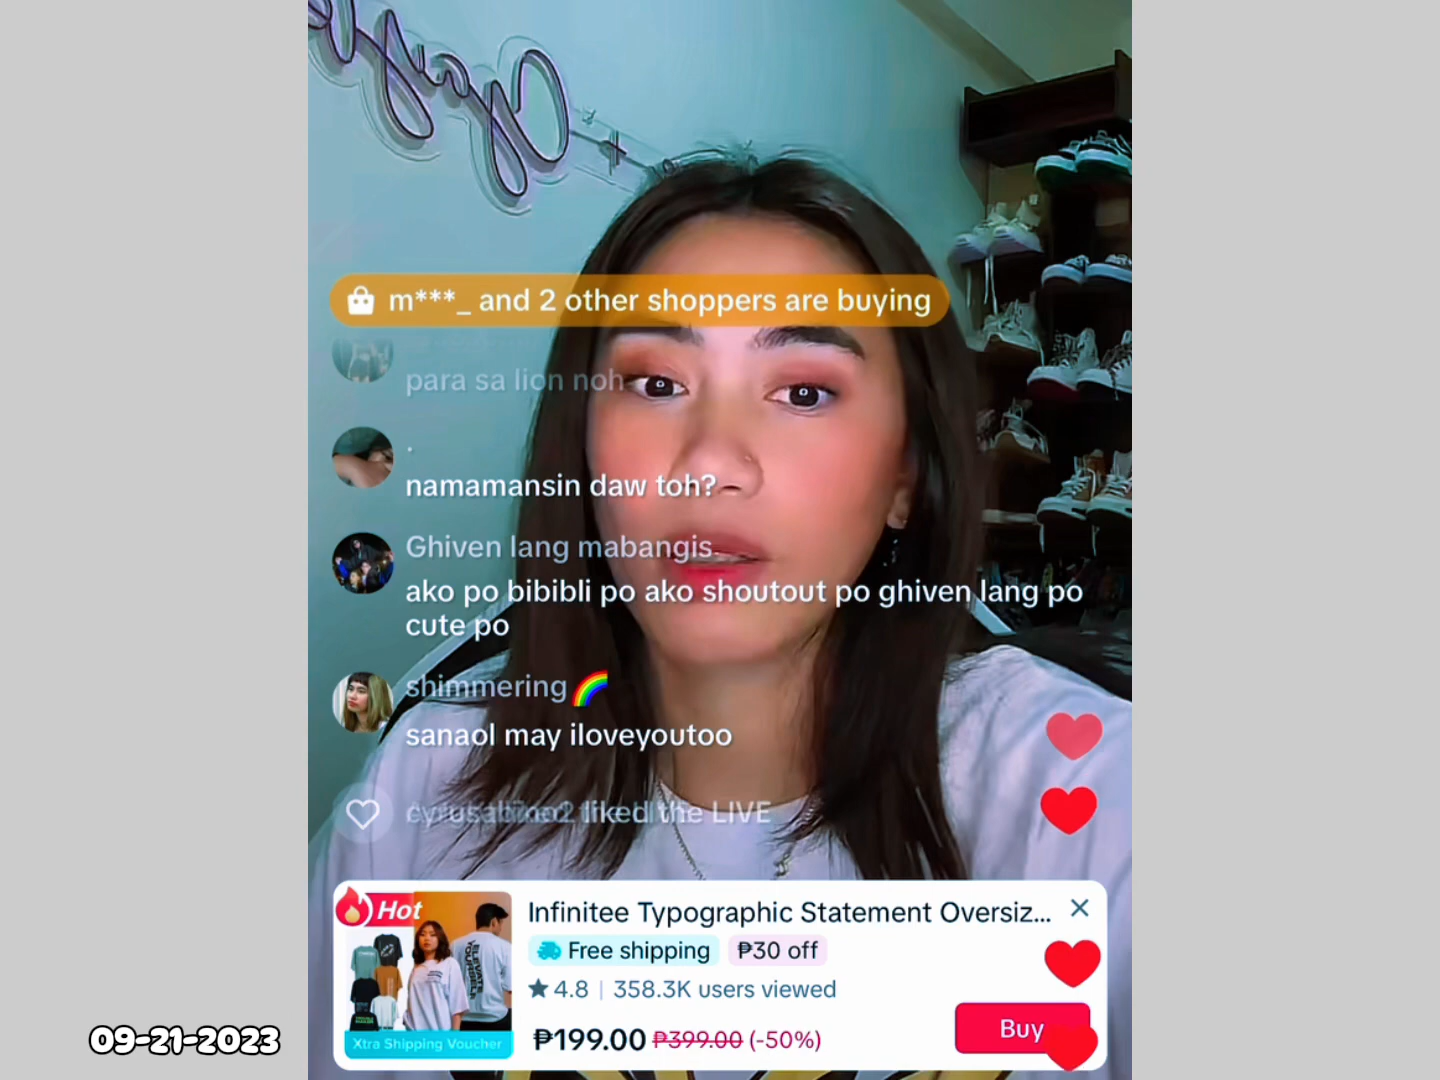 m***_ and 2 other shoppers are buying
para sa lion noh
.
namamansin daw toh?
Ghiven lang mabangis.
ako po bibibli po ako shoutout po ghiven lang po
cute po
shimmering🌈
sanaol may iloveyoutoo
liked the LIVE
Hot
Infinitee Typographic Statement Oversiz...
Free shipping
₱30 off
4.8 | 358.3K users viewed
ELEVATE
YOURSELF
Xtra Shipping Voucher
₱199.00 ₱399.00 (-50%)
Buy
09-21-2023